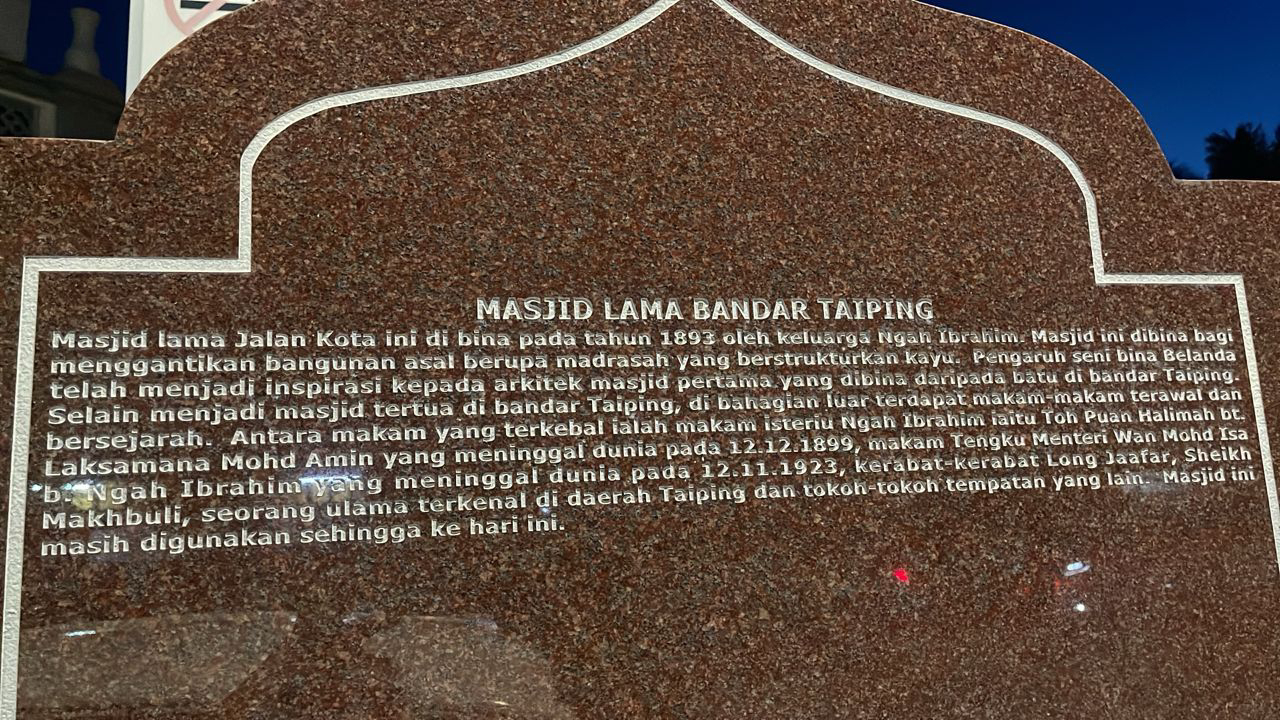 MASJID LAMA BANDAR TAIPING
Masjid lama Jalan Kota ini di bina pada tahun 1893 oleh keluarga Ngah Ibrahim. Masjid ini dibina bagi
menggantikan bangunan asal berupa madrasah yang berstrukturkan kayu. Pengaruh seni bina Belanda
telah menjadi inspirasi kepada arkitek masjid pertama yang dibina daripada batu di bandar Taiping.
Selain menjadi masjid tertua di bandar Taiping, di bahagian luar terdapat makam-makam terawal dan
bersejarah. Antara makam yang terkebal ialah makam isteriu Ngah Ibrahim iaitu Toh Puan Halimah bt.
Laksamana Mohd Amin yang meninggal dunia pada 12.12.1899, makam Tengku Menteri Wan Mohd Isa
b. Ngah Ibrahim yang meninggal dunia pada 12.11.1923, kerabat-kerabat Long Jaafar, Sheikh
Makhbuli, seorang ulama terkenal di daerah Taiping dan tokoh-tokoh tempatan yang lain. Masjid ini
masih digunakan sehingga ke hari ini.